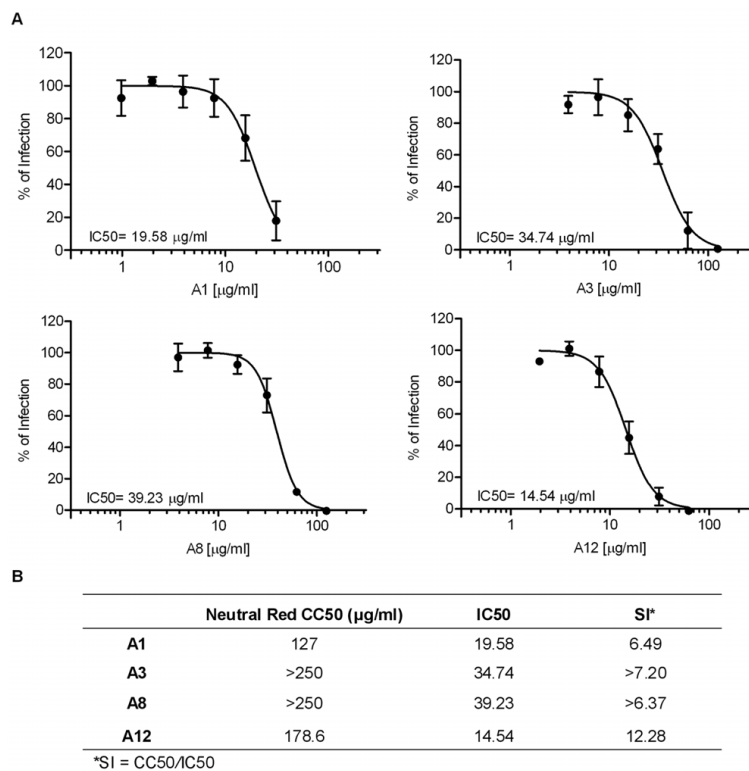 A
120
100
80
60
40
20
0
% of Infection
IC50= 19.58 µg/ml
1 10 100
A1 [µg/ml]
120
100
80
60
40
20
0
% of Infection
IC50= 34.74 µg/ml
1 10 100
A3 [µg/ml]
120
100
80
60
40
20
0
% of Infection
IC50= 39.23 µg/ml
1 10 100
A8 [µg/ml]
120
100
80
60
40
20
0
% of Infection
IC50= 14.54 µg/ml
1 10 100
A12 [µg/ml]
B
Neutral Red CC50 (µg/ml) IC50 SI*
A1 127 19.58 6.49
A3 >250 34.74 >7.20
A8 >250 39.23 >6.37
A12 178.6 14.54 12.28
*SI = CC50/IC50